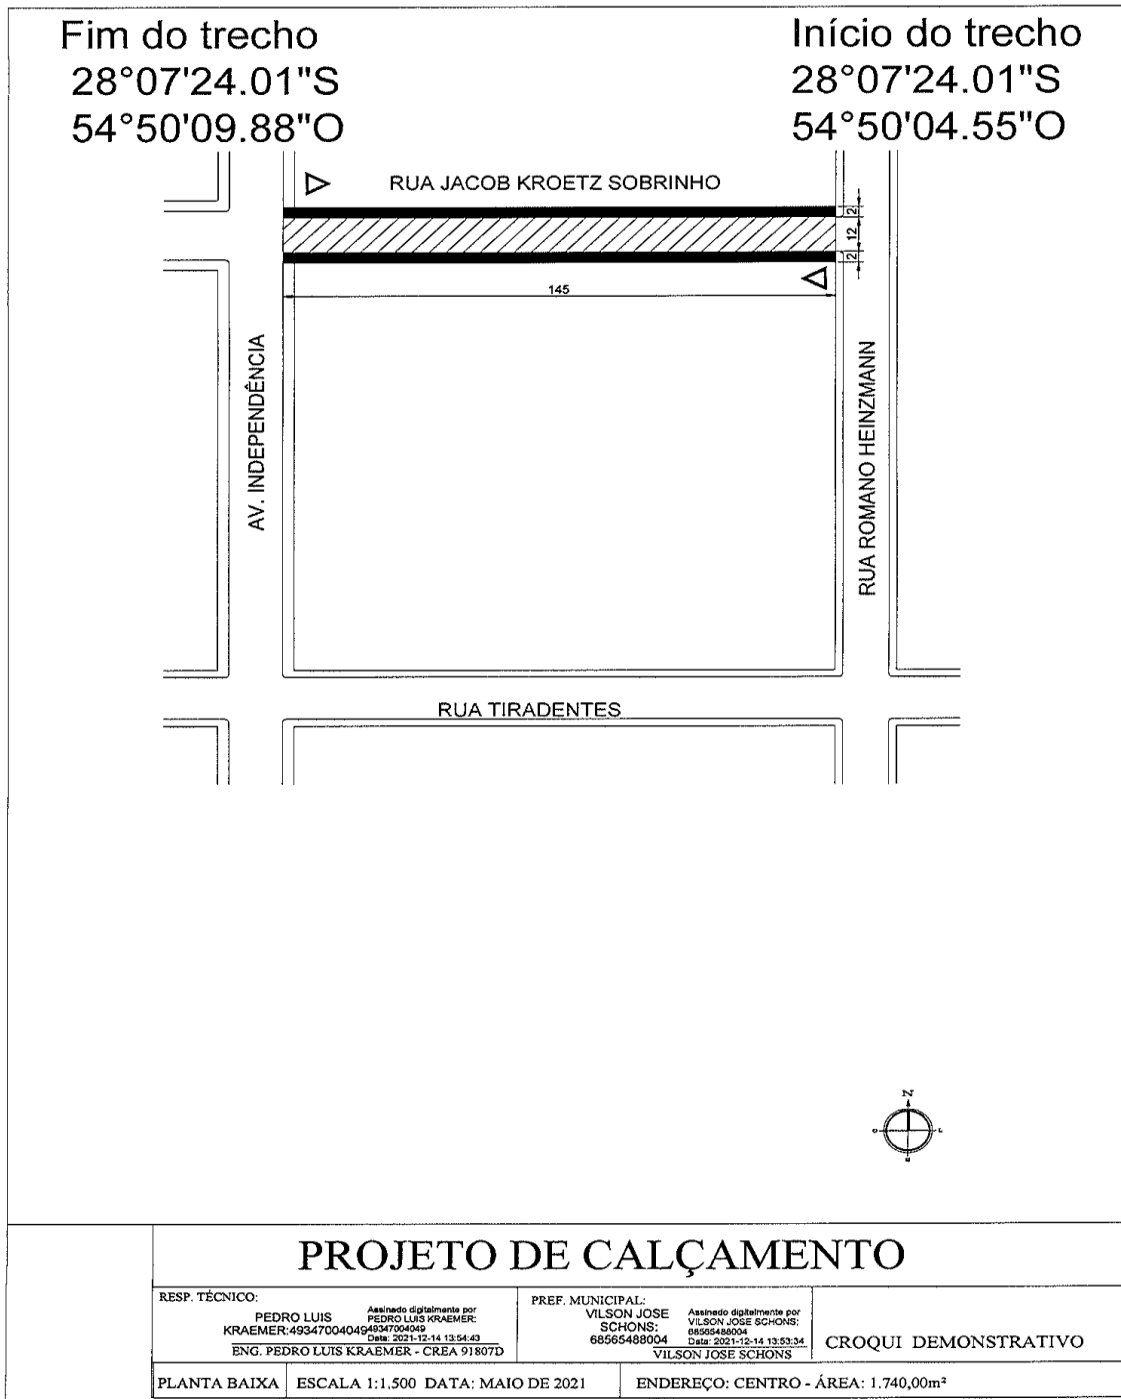 Fim do trecho
28°07'24.01"S
54°50'09.88"O
Início do trecho
28°07'24.01"S
54°50'04.55"O
RUA JACOB KROETZ SOBRINHO
2
12
2
145
AV. INDEPENDÊNCIA
RUA ROMANO HEINZMANN
RUA TIRADENTES
N
O
L
PROJETO DE CALÇAMENTO
RESP. TÉCNICO:
PEDRO LUIS
KRAEMER:49347004049
Assinado digitalmente por
PEDRO LUIS KRAEMER:
49347004049
Data: 2021-12-14 13:54:43
ENG. PEDRO LUIS KRAEMER - CREA 91807D
PREF. MUNICIPAL:
VILSON JOSE
SCHONS:
68565488004
Assinado digitalmente por
VILSON JOSE SCHONS:
68565488004
Data: 2021-12-14 13:53:34
VILSON JOSE SCHONS
CROQUI DEMONSTRATIVO
PLANTA BAIXA
ESCALA 1:1.500 DATA: MAIO DE 2021
ENDEREÇO: CENTRO - ÁREA: 1.740,00m²